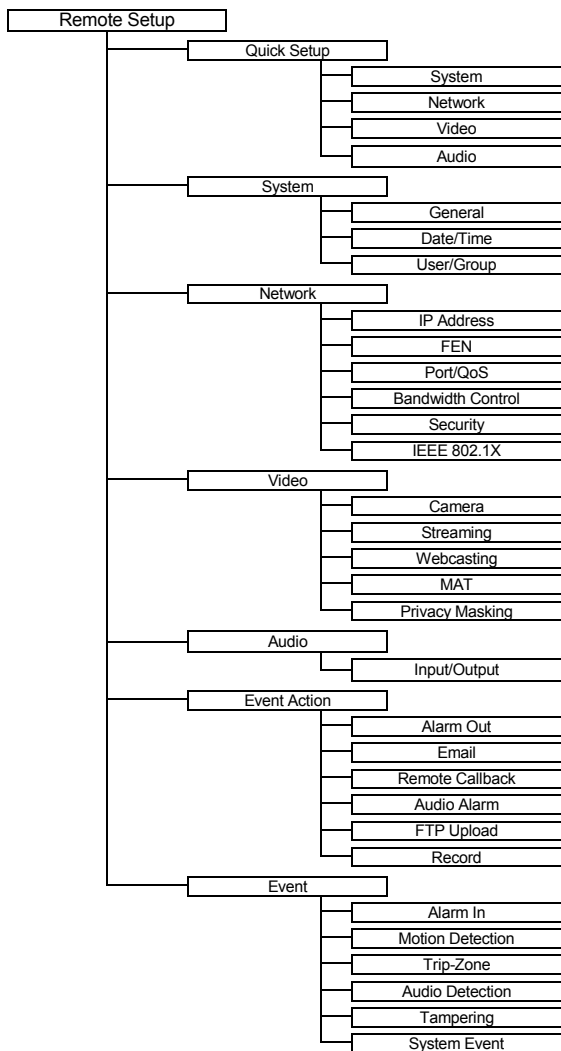 Remote Setup
Quick Setup
System
Network
Video
Audio
System
General
Date/Time
User/Group
Network
IP Address
FEN
Port/QoS
Bandwidth Control
Security
IEEE 802.1X
Video
Camera
Streaming
Webcasting
MAT
Privacy Masking
Audio
Input/Output
Event Action
Alarm Out
Email
Remote Callback
Audio Alarm
FTP Upload
Record
Event
Alarm In
Motion Detection
Trip-Zone
Audio Detection
Tampering
System Event